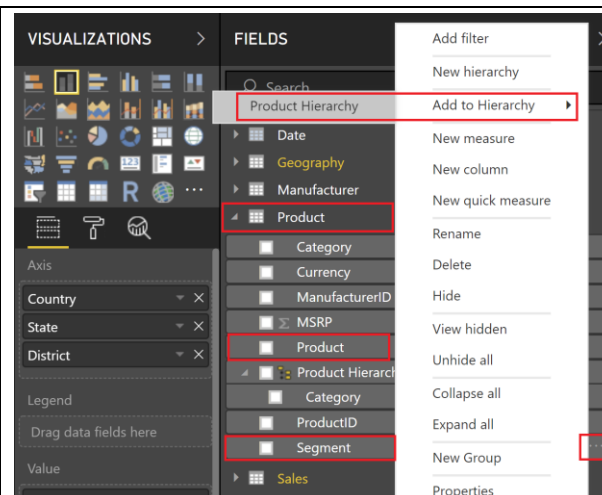 VISUALIZATIONS
FIELDS
Search
Date
Geography
Manufacturer
Product
Category
Currency
ManufacturerID
Σ MSRP
Product
Product Hierarch
Category
ProductID
Segment
Sales
123
R
Axis
Country
State
District
Legend
Drag data fields here
Value
Product Hierarchy
Add filter
New hierarchy
Add to Hierarchy
New measure
New column
New quick measure
Rename
Delete
Hide
View hidden
Unhide all
Collapse all
Expand all
New Group
Properties